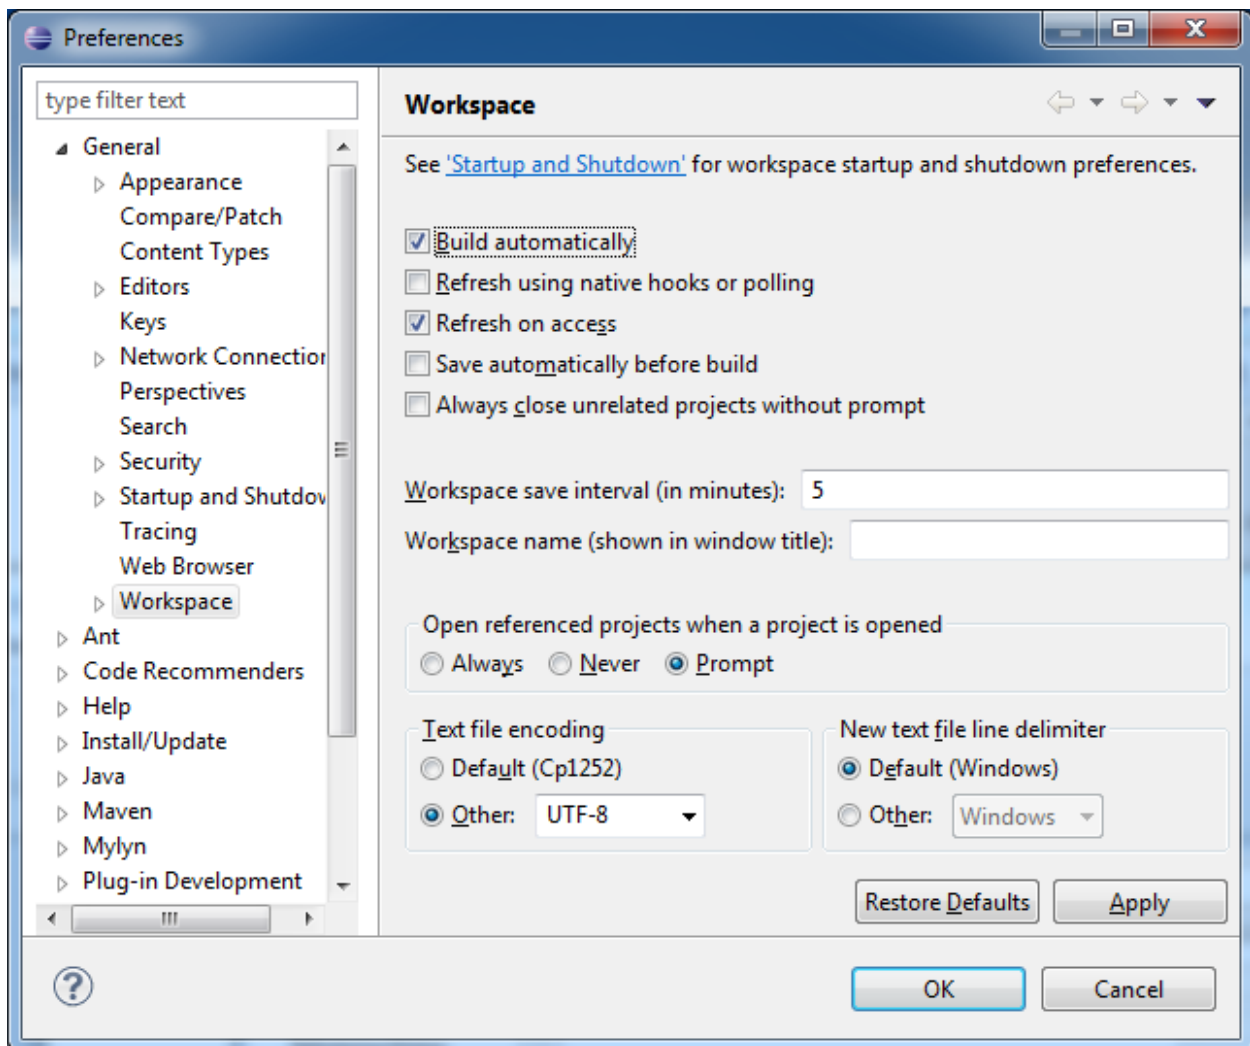 Preferences
type filter text
General
Appearance
Compare/Patch
Content Types
Editors
Keys
Network Connection
Perspectives
Search
Security
Startup and Shutdow
Tracing
Web Browser
Workspace
Ant
Code Recommenders
Help
Install/Update
Java
Maven
Mylyn
Plug-in Development
Workspace
See 'Startup and Shutdown' for workspace startup and shutdown preferences.
Build automatically
Refresh using native hooks or polling
Refresh on access
Save automatically before build
Always close unrelated projects without prompt
Workspace save interval (in minutes): 5
Workspace name (shown in window title):
Open referenced projects when a project is opened
Always Never Prompt
Text file encoding
Default (Cp1252)
Other: UTF-8
New text file line delimiter
Default (Windows)
Other: Windows
Restore Defaults Apply
OK Cancel